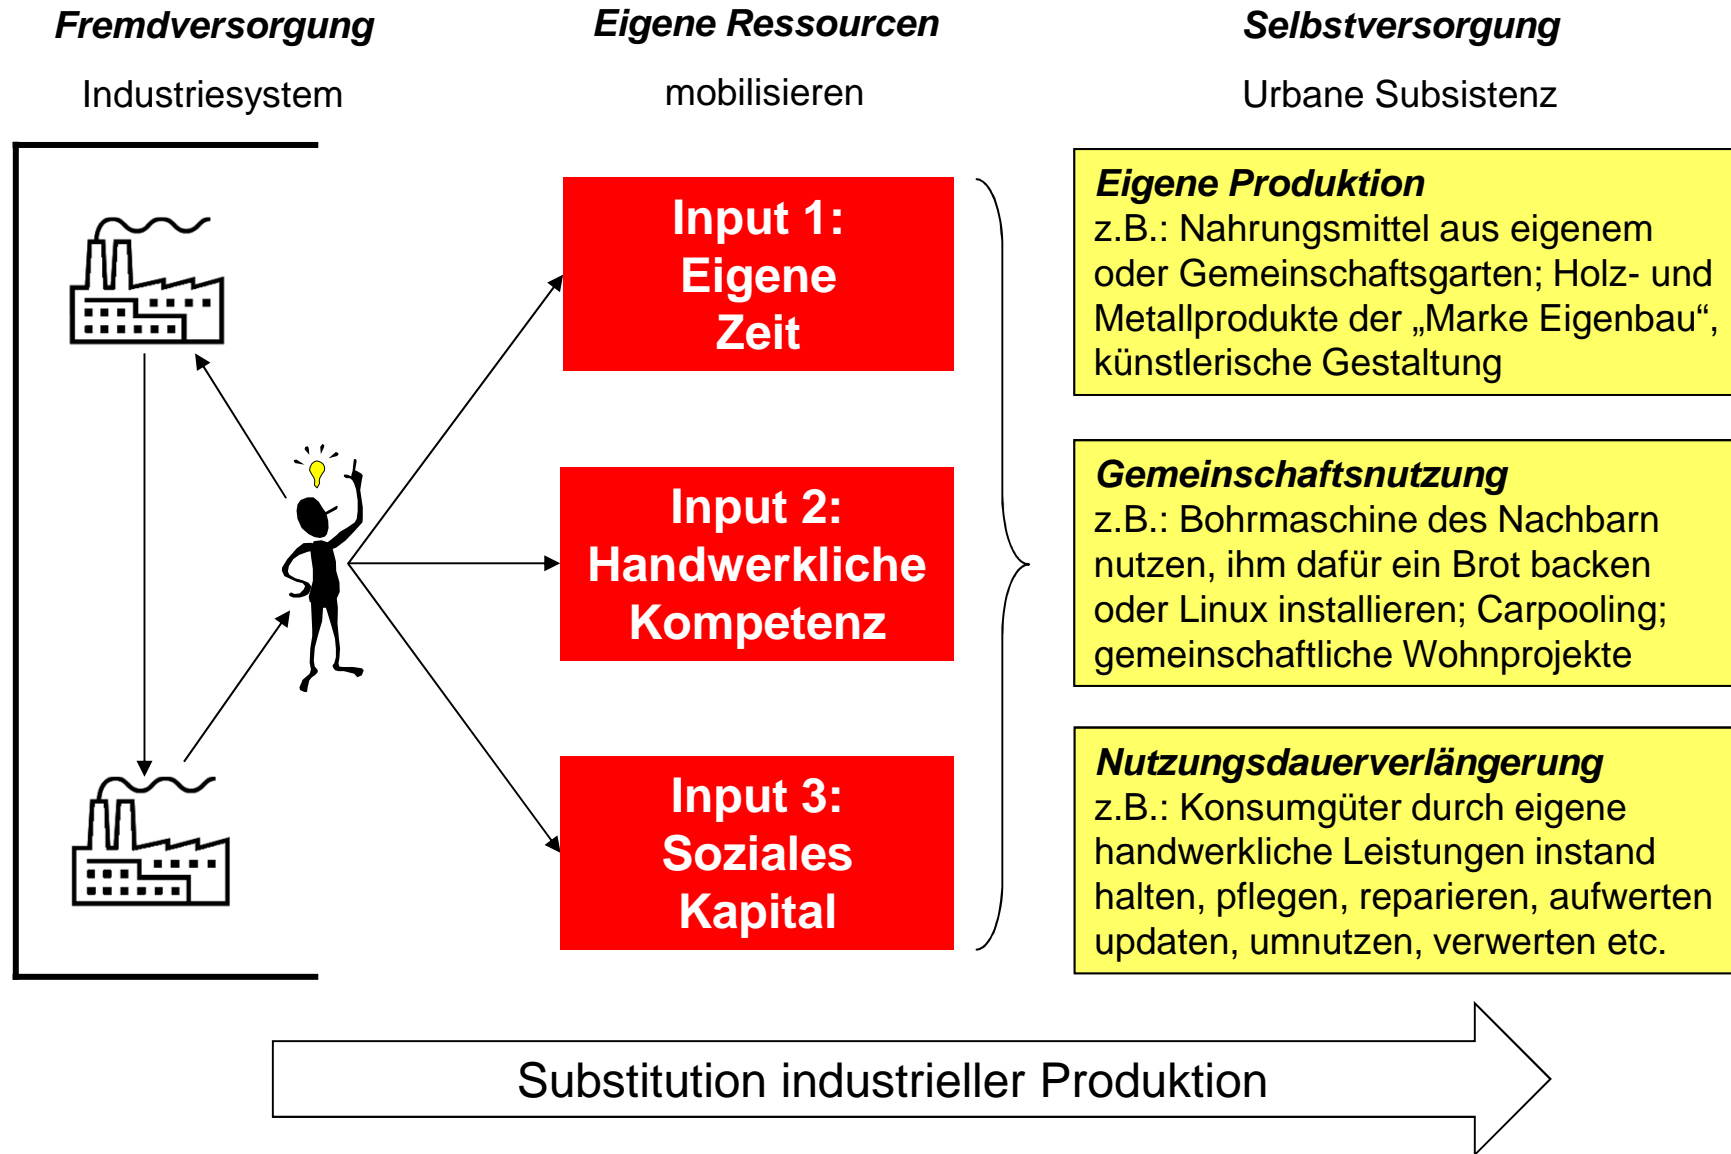 Fremdversorgung
Industriesystem
Eigene Ressourcen
mobilisieren
Selbstversorgung
Urbane Subsistenz
Input 1:
Eigene
Zeit
Input 2:
Handwerkliche
Kompetenz
Input 3:
Soziales
Kapital
Eigene Produktion
z.B.: Nahrungsmittel aus eigenem
oder Gemeinschaftsgarten; Holz- und
Metallprodukte der „Marke Eigenbau“,
künstlerische Gestaltung
Gemeinschaftsnutzung
z.B.: Bohrmaschine des Nachbarn
nutzen, ihm dafür ein Brot backen
oder Linux installieren; Carpooling;
gemeinschaftliche Wohnprojekte
Nutzungsdauerverlängerung
z.B.: Konsumgüter durch eigene
handwerkliche Leistungen instand
halten, pflegen, reparieren, aufwerten
updaten, umnutzen, verwerten etc.
Substitution industrieller Produktion